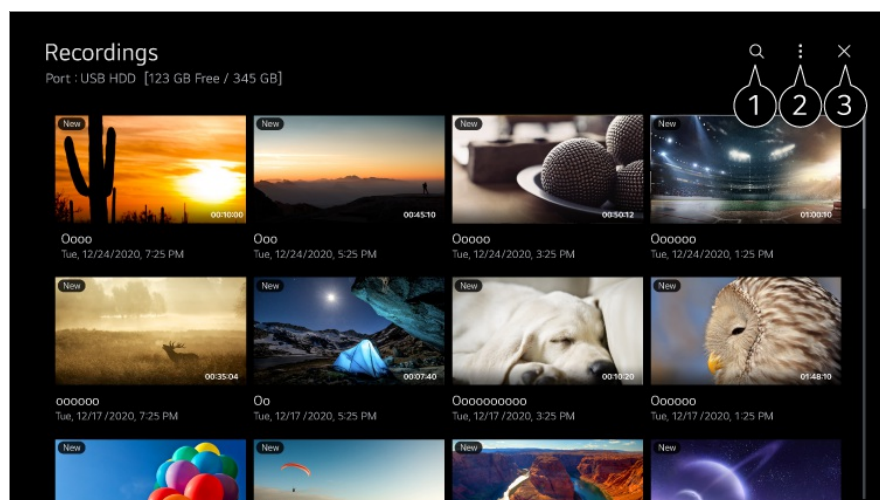 Recordings
Port : USB HDD [123 GB Free / 345 GB]
1 2 3
New New New New
00:10:00 00:45:10 00:50:12 01:00:10
Oooo Ooo Ooooo Oooooo
Tue, 12/24/2020, 7:25 PM Tue, 12/24/2020, 5:25 PM Tue, 12/24/2020, 3:25 PM Tue, 12/24/2020, 1:25 PM
New New New New
00:35:04 00:07:40 00:10:20 01:48:10
oooooo Oo Oooooooooo Oooooo
Tue, 12/17/2020, 7:25 PM Tue, 12/17/2020, 5:25 PM Tue, 12/17/2020, 3:25 PM Tue, 12/17/2020, 1:25 PM
New New New New